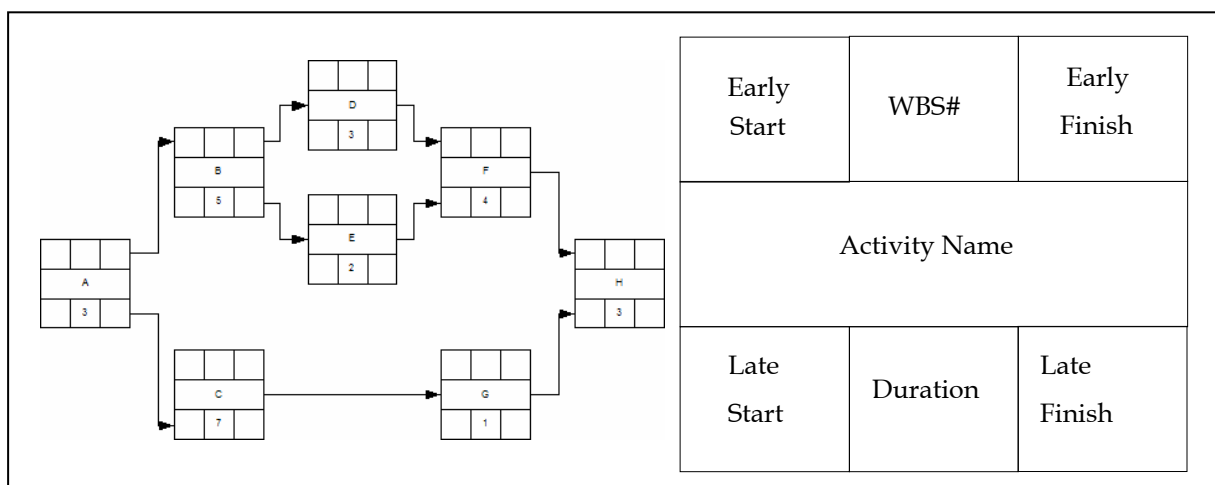 D
3
B
5
F
4
E
2
A
3
H
3
C
7
G
1
Early
Start
WBS#
Early
Finish
Activity Name
Late
Start
Duration
Late
Finish